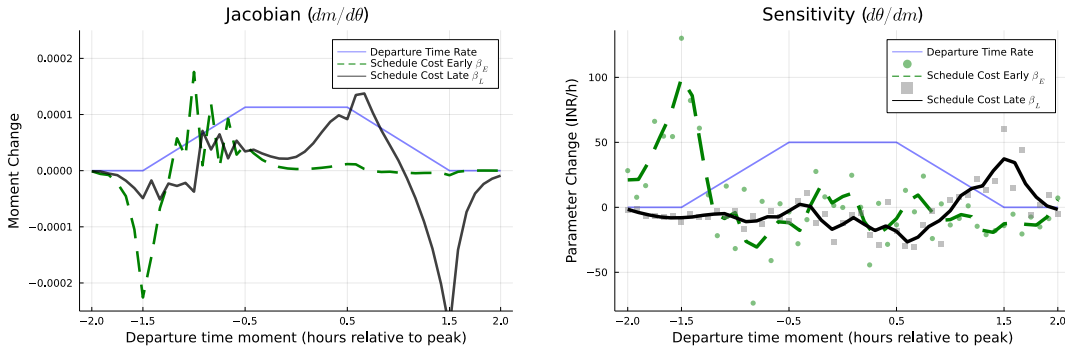 Jacobian (dm/dθ)
0.0002
0.0001
0.0000
−0.0001
−0.0002
Moment Change
Departure Time Rate
Schedule Cost Early β_E
Schedule Cost Late β_L
−2.0
−1.5
−0.5
0.5
1.5
2.0
Departure time moment (hours relative to peak)
Sensitivity (dθ/dm)
100
50
0
−50
Parameter Change (INR/h)
Departure Time Rate
Schedule Cost Early β_E
Schedule Cost Late β_L
−2.0
−1.5
−0.5
0.5
1.5
2.0
Departure time moment (hours relative to peak)